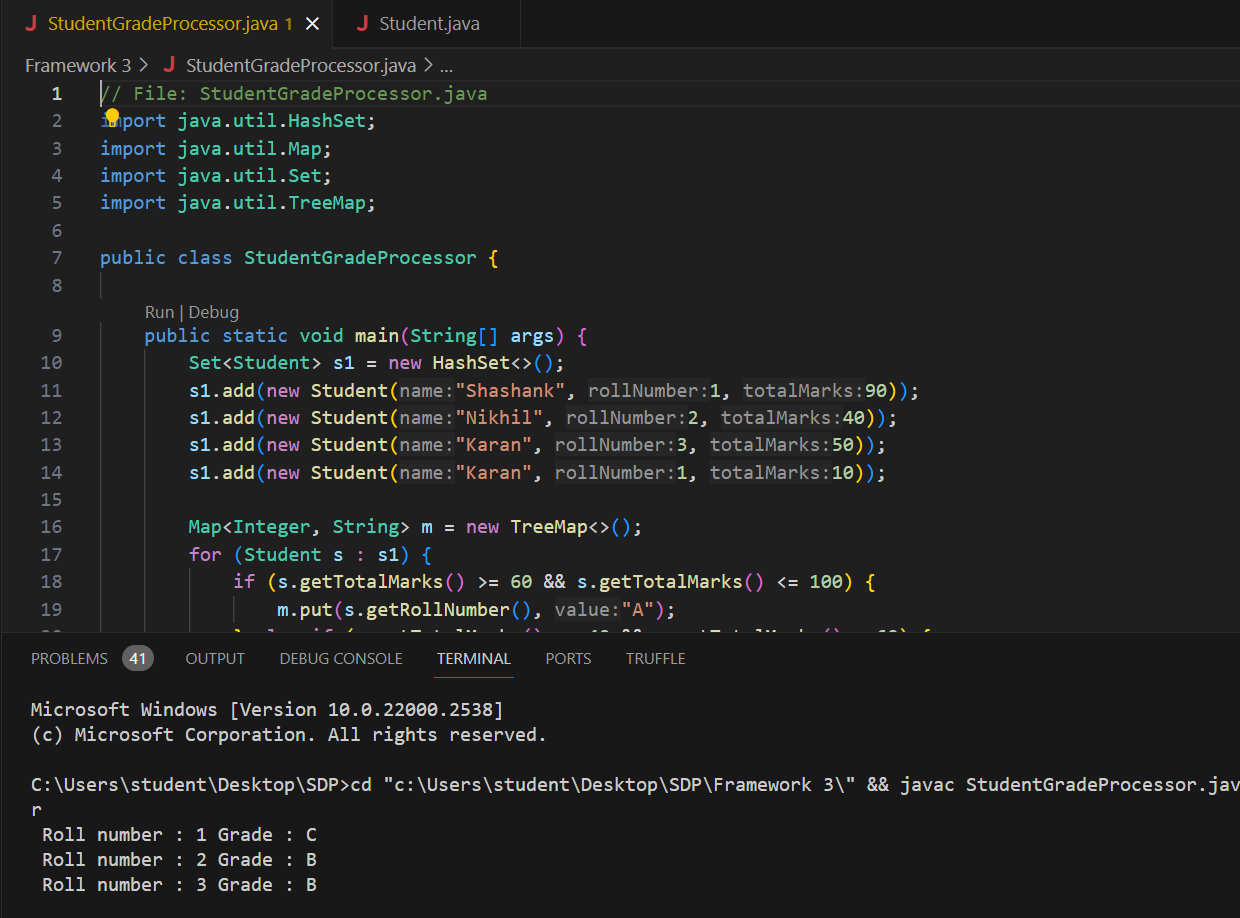 StudentGradeProcessor.java 1
Student.java
Framework 3 > StudentGradeProcessor.java > ...
1 // File: StudentGradeProcessor.java
2 import java.util.HashSet;
3 import java.util.Map;
4 import java.util.Set;
5 import java.util.TreeMap;
6
7 public class StudentGradeProcessor {
8
Run | Debug
9 public static void main(String[] args) {
10 Set<Student> s1 = new HashSet<>();
11 s1.add(new Student(name:"Shashank", rollNumber:1, totalMarks:90));
12 s1.add(new Student(name:"Nikhil", rollNumber:2, totalMarks:40));
13 s1.add(new Student(name:"Karan", rollNumber:3, totalMarks:50));
14 s1.add(new Student(name:"Karan", rollNumber:1, totalMarks:10));
15
16 Map<Integer, String> m = new TreeMap<>();
17 for (Student s : s1) {
18 if (s.getTotalMarks() >= 60 && s.getTotalMarks() <= 100) {
19 m.put(s.getRollNumber(), value:"A");
PROBLEMS 41 OUTPUT DEBUG CONSOLE TERMINAL PORTS TRUFFLE
Microsoft Windows [Version 10.0.22000.2538]
(c) Microsoft Corporation. All rights reserved.
C:\Users\student\Desktop\SDP>cd "c:\Users\student\Desktop\SDP\Framework 3\" && javac StudentGradeProcessor.jav
r
Roll number : 1 Grade : C
Roll number : 2 Grade : B
Roll number : 3 Grade : B